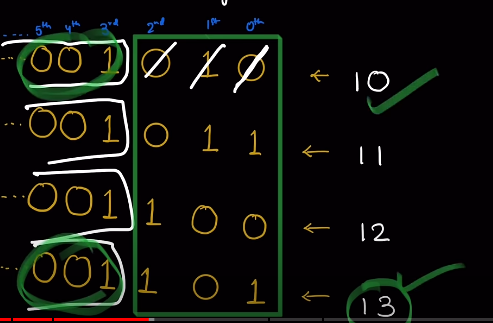 ..... 5th 4th 3rd 2nd 1st 0th
... 0 0 1 0 1 0 ← 10
... 0 0 1 0 1 1 ← 11
... 0 0 1 1 0 0 ← 12
... 0 0 1 1 0 1 ← 13